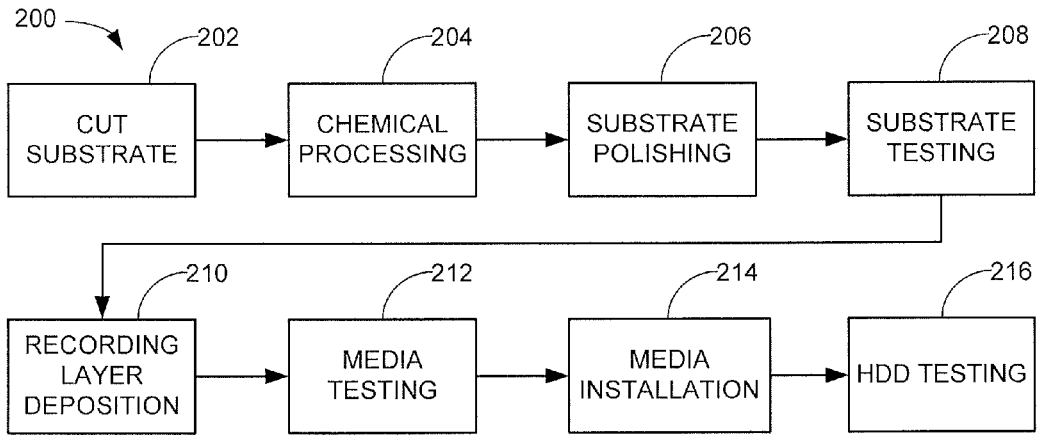 200
202
204
206
208
CUT
SUBSTRATE
CHEMICAL
PROCESSING
SUBSTRATE
POLISHING
SUBSTRATE
TESTING
210
212
214
216
RECORDING
LAYER
DEPOSITION
MEDIA
TESTING
MEDIA
INSTALLATION
HDD TESTING